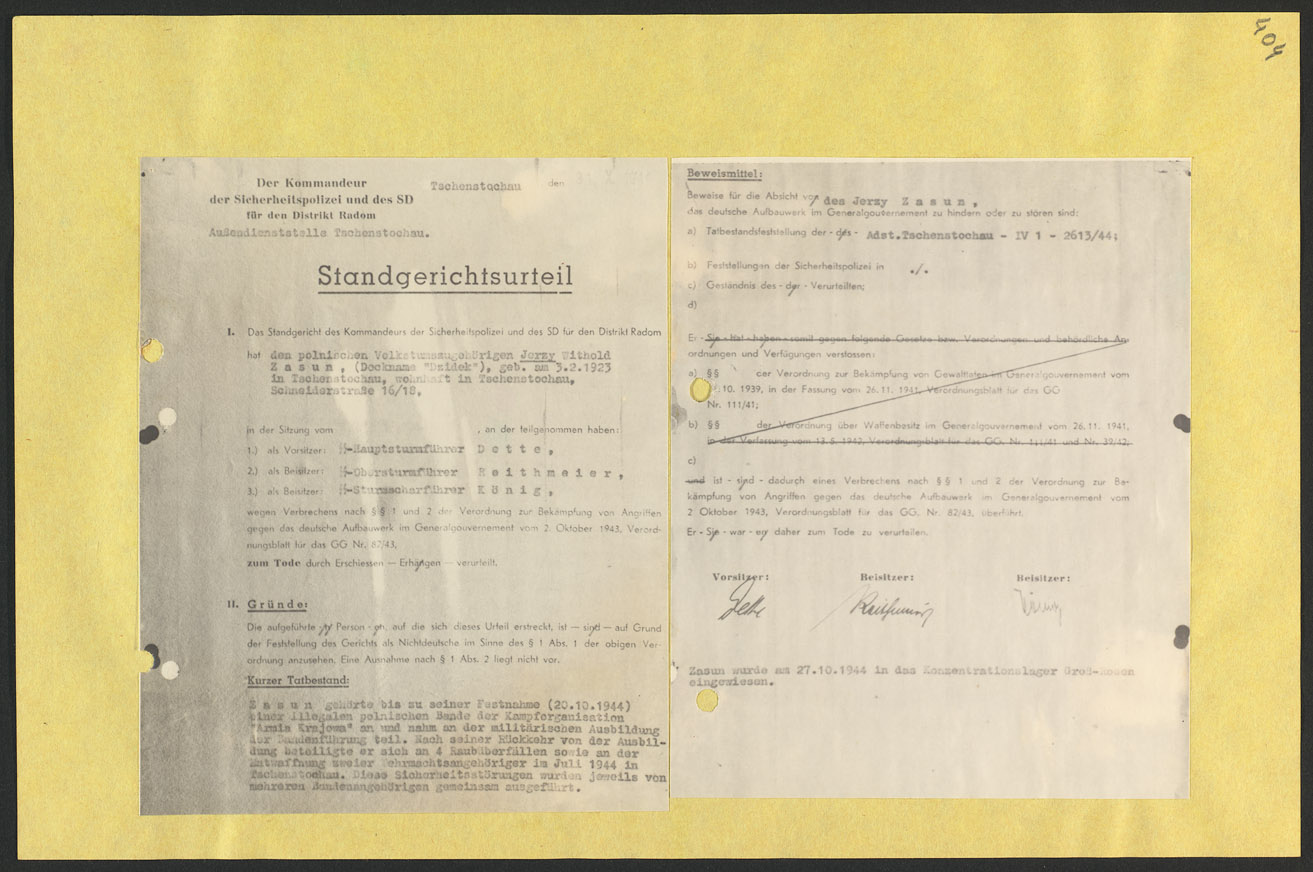 404
Der Kommandeur
der Sicherheitspolizei und des SD
für den Distrikt Radom
Tschenstochau den
Außendienststelle Tschenstochau.
Standgerichtsurteil
I. Das Standgericht des Kommandeurs der Sicherheitspolizei und des SD für den Distrikt Radom
hat den polnischen Volkstumszugehörigen Jerzy Withold
Z a s u n , (Deckname "Dzidek"), geb. am 3.2.1923
in Tschenstochau, wohnhaft in Tschenstochau,
Schneiderstraße 16/18,
in der Sitzung vom , an der teilgenommen haben:
1.) als Vorsitzer: SS-Hauptsturmführer D e t t e ,
2.) als Beisitzer: SS-Obersturmführer R e i t h m e i e r ,
3.) als Beisitzer: SS-Sturmscharführer K ö n i g ,
wegen Verbrechens nach §§ 1 und 2 der Verordnung zur Bekämpfung von Angriffen
gegen das deutsche Aufbauwerk im Generalgouvernement vom 2. Oktober 1943, Verord-
nungsblatt für das GG Nr. 82/43,
zum Tode durch Erschiessen — Erhängen — verurteilt.
II. Gründe:
Die aufgeführte Person - en, auf die sich dieses Urteil erstreckt, ist — sind — auf Grund
der Feststellung des Gerichts als Nichtdeutsche im Sinne des § 1 Abs. 1 der obigen Ver-
ordnung anzusehen. Eine Ausnahme nach § 1 Abs. 2 liegt nicht vor.
Kurzer Tatbestand:
Z a s u n gehörte bis zu seiner Festnahme (20.10.1944)
einer illegalen polnischen Bande der Kampforganisation
"Armia Krajowa" an und nahm an der militärischen Ausbildung
der Bandenführung teil. Nach seiner Rückkehr von der Ausbil-
dung beteiligte er sich an 4 Raubüberfällen sowie an der
Entwaffnung zweier Wehrmachtsangehöriger im Juli 1944 in
Tschenstochau. Diese Sicherheitsstörungen wurden jeweils von
mehreren Bandenangehörigen gemeinsam ausgeführt.
Beweismittel:
Beweise für die Absicht von des Jerzy Z a s u n ,
das deutsche Aufbauwerk im Generalgouvernement zu hindern oder zu stören sind:
a) Tatbestandsfeststellung der - des - Adst.Tschenstochau - IV 1 - 2613/44;
b) Feststellungen der Sicherheitspolizei in ./.
c) Geständnis des - der - Verurteilten;
d)
Er - Sie - hat - haben - somit gegen folgende Gesetze bzw. Verordnungen und behördliche An-
ordnungen und Verfügungen verstossen:
a) §§ der Verordnung zur Bekämpfung von Gewalttaten im Generalgouvernement vom
.10. 1939, in der Fassung vom 26. 11. 1941, Verordnungsblatt für das GG
Nr. 111/41;
b) §§ der Verordnung über Waffenbesitz im Generalgouvernement vom 26. 11. 1941,
in der Verfassung vom 13. 5. 1942, Verordnungsblatt für das GG. Nr. 111/41 und Nr. 39/42,
c)
und ist - sind - dadurch eines Verbrechens nach §§ 1 und 2 der Verordnung zur Be-
kämpfung von Angriffen gegen das deutsche Aufbauwerk im Generalgouvernement vom
2 Oktober 1943, Verordnungsblatt für das GG. Nr. 82/43, überführt.
Er - Sie - war - en daher zum Tode zu verurteilen.
Vorsitzer: Beisitzer: Beisitzer:
Dette Reithmeier
Zasun wurde am 27.10.1944 in das Konzentrationslager Groß-Rosen
eingewiesen.